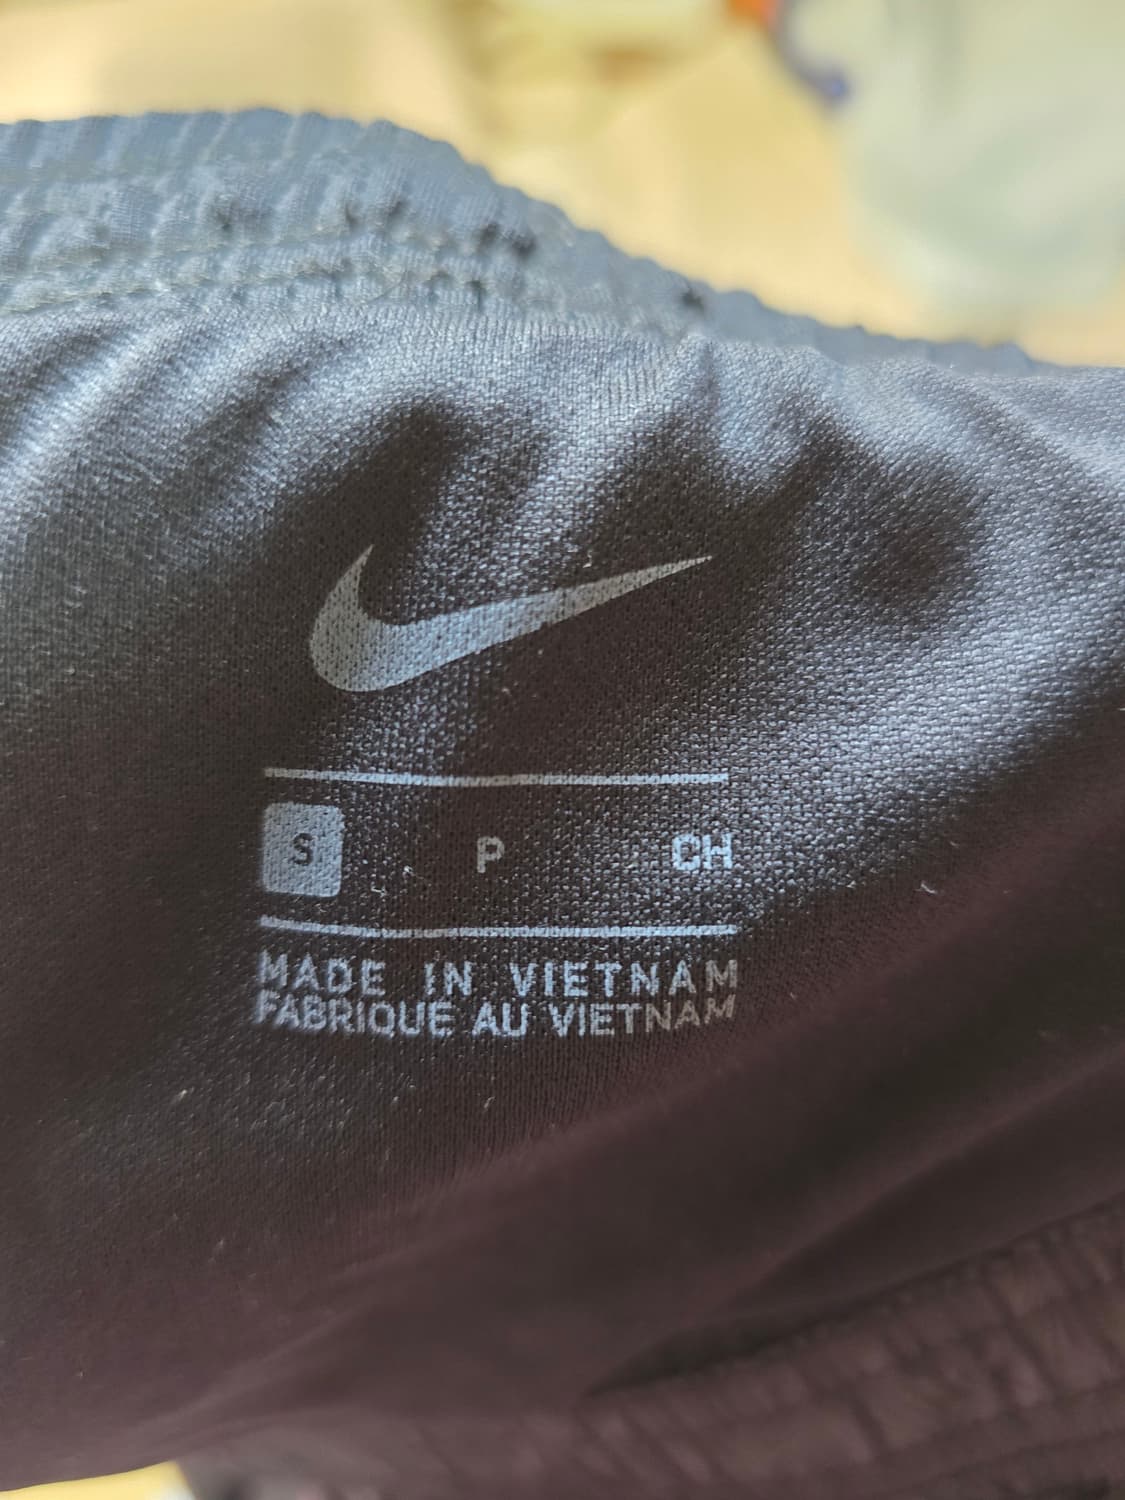 S P CH
MADE IN VIETNAM
FABRIQUE AU VIETNAM